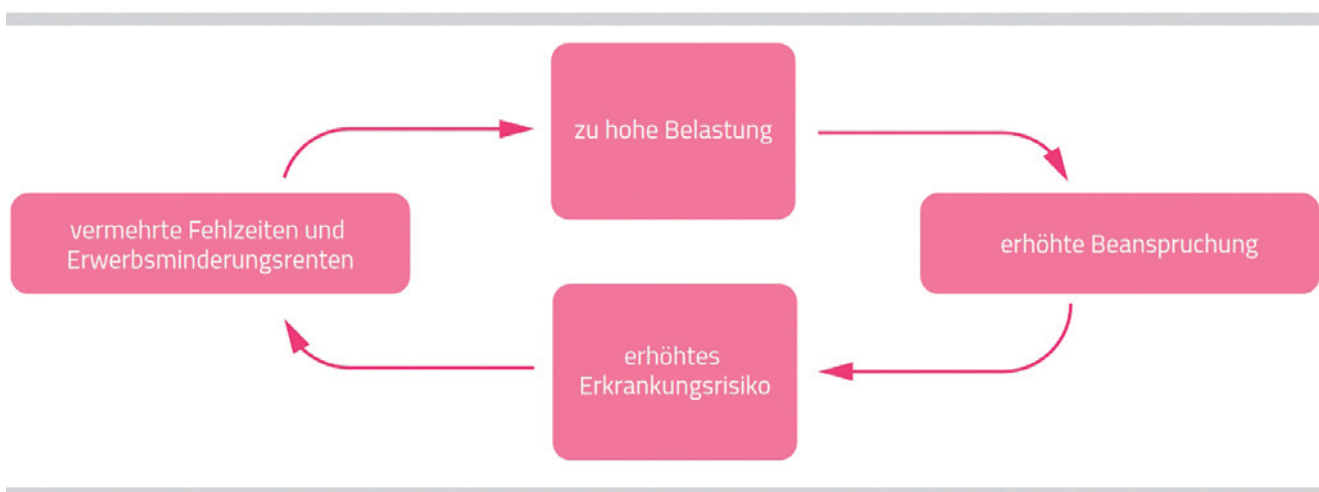 zu hohe Belastung
erhöhte Beanspruchung
erhöhtes
Erkrankungsrisiko
vermehrte Fehlzeiten und
Erwerbsminderungsrenten